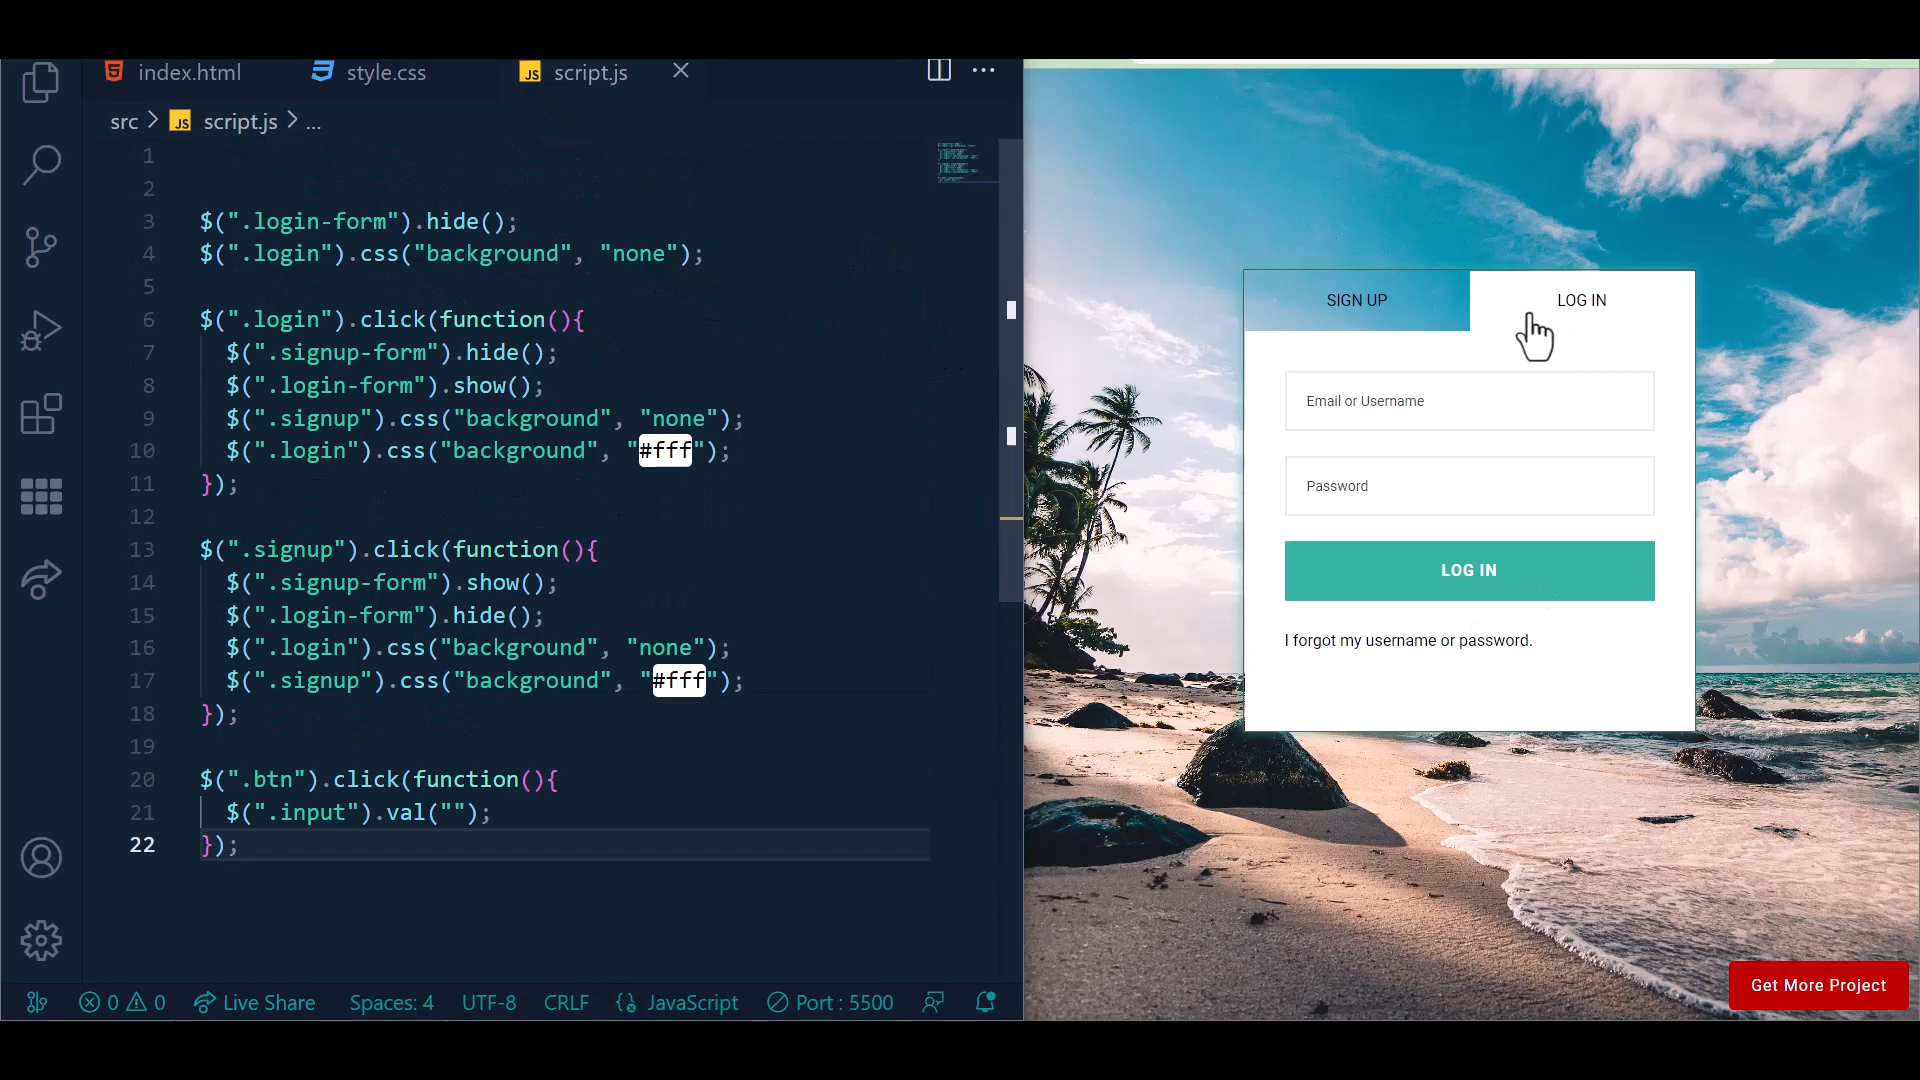 index.html style.css script.js
src > script.js > ...
1
2
3 $(".login-form").hide();
4 $(".login").css("background", "none");
5
6 $(".login").click(function(){
7 $(".signup-form").hide();
8 $(".login-form").show();
9 $(".signup").css("background", "none");
10 $(".login").css("background", "#fff");
11 });
12
13 $(".signup").click(function(){
14 $(".signup-form").show();
15 $(".login-form").hide();
16 $(".login").css("background", "none");
17 $(".signup").css("background", "#fff");
18 });
19
20 $(".btn").click(function(){
21 $(".input").val("");
22 });
0 0 Live Share Spaces: 4 UTF-8 CRLF JavaScript Port : 5500
SIGN UP LOG IN
Email or Username
Password
LOG IN
I forgot my username or password.
Get More Project